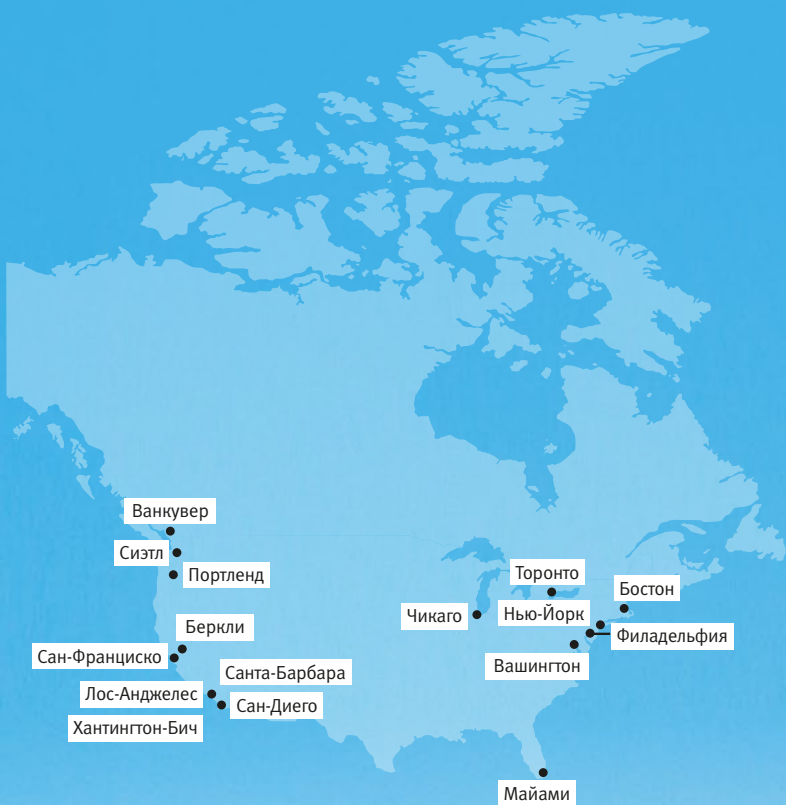 Ванкувер
Сиэтл
Портленд
Торонто
Бостон
Чикаго
Нью-Йорк
Беркли
Филадельфия
Сан-Франциско
Вашингтон
Санта-Барбара
Лос-Анджелес
Сан-Диего
Хантингтон-Бич
Майами